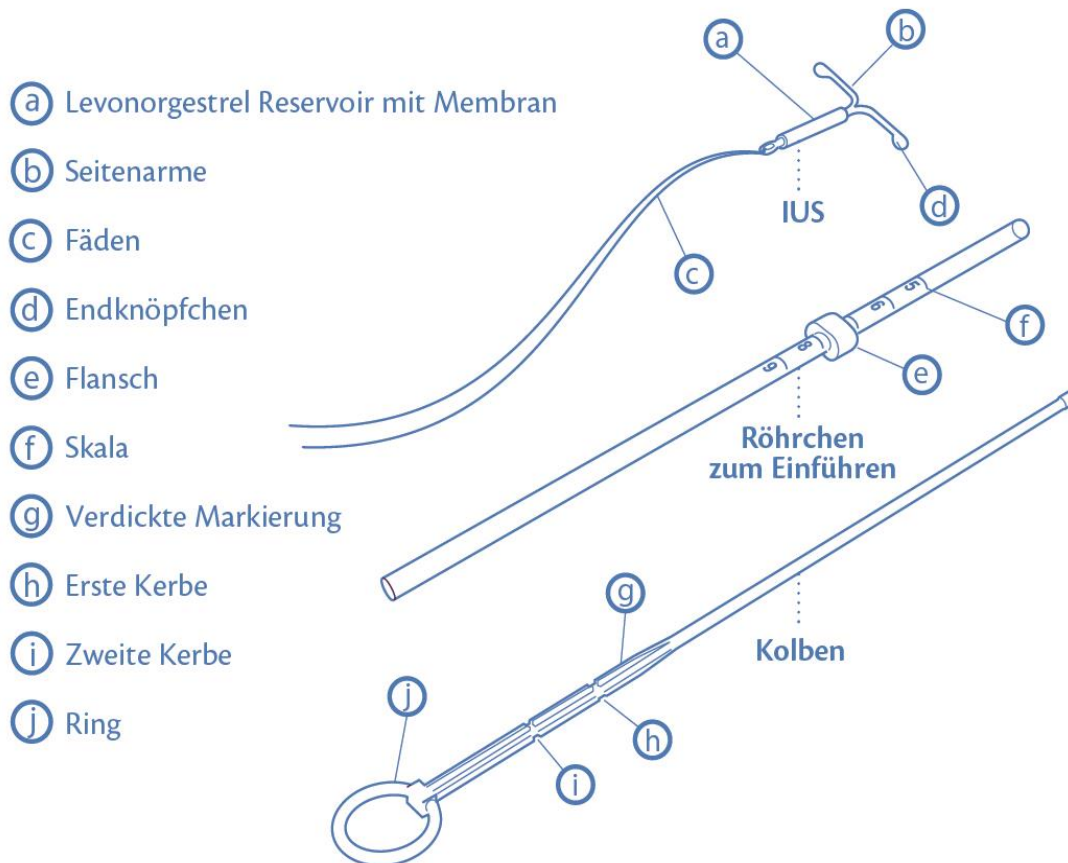 a Levonorgestrel Reservoir mit Membran
b Seitenarme
c Fäden
d Endknöpfchen
e Flansch
f Skala
g Verdickte Markierung
h Erste Kerbe
i Zweite Kerbe
j Ring
a
b
IUS
d
c
5
6
f
8
9
e
Röhrchen
zum Einführen
g
Kolben
j
h
i